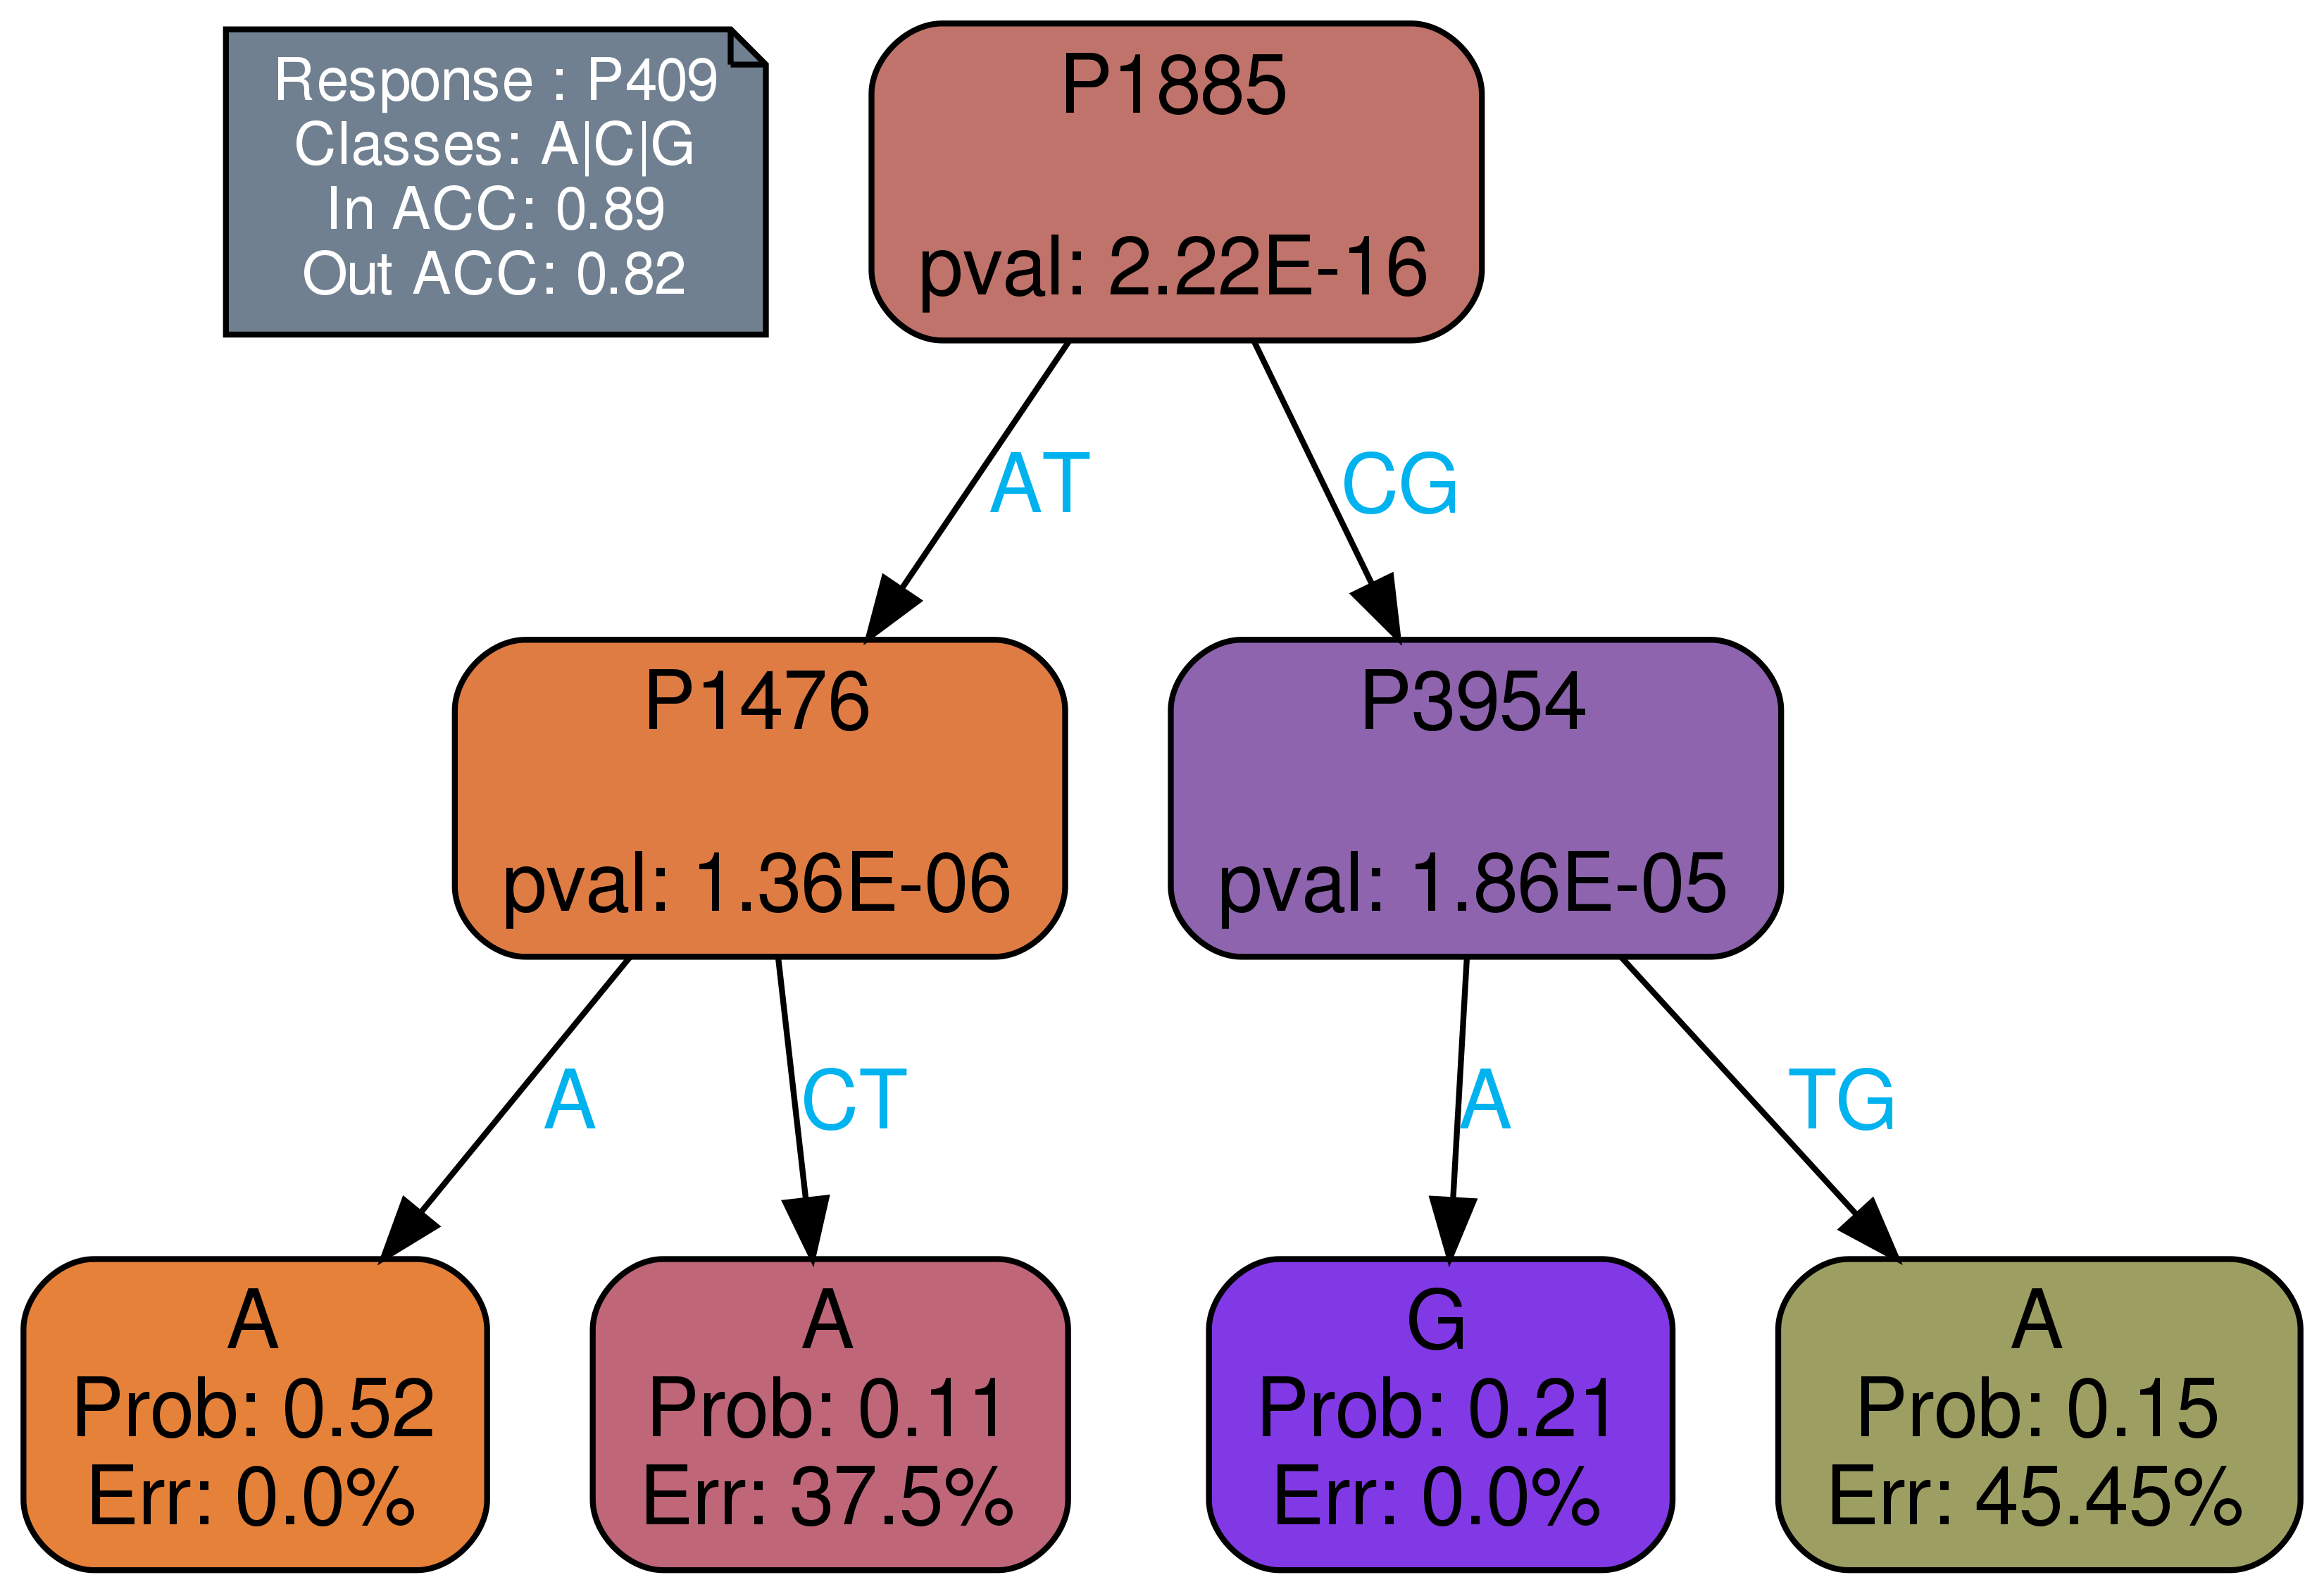 Response : P409
Classes: A|C|G
In ACC: 0.89
Out ACC: 0.82
P1885
pval: 2.22E-16
AT
CG
P1476
pval: 1.36E-06
P3954
pval: 1.86E-05
A
CT
A
TG
A
Prob: 0.52
Err: 0.0%
A
Prob: 0.11
Err: 37.5%
G
Prob: 0.21
Err: 0.0%
A
Prob: 0.15
Err: 45.45%